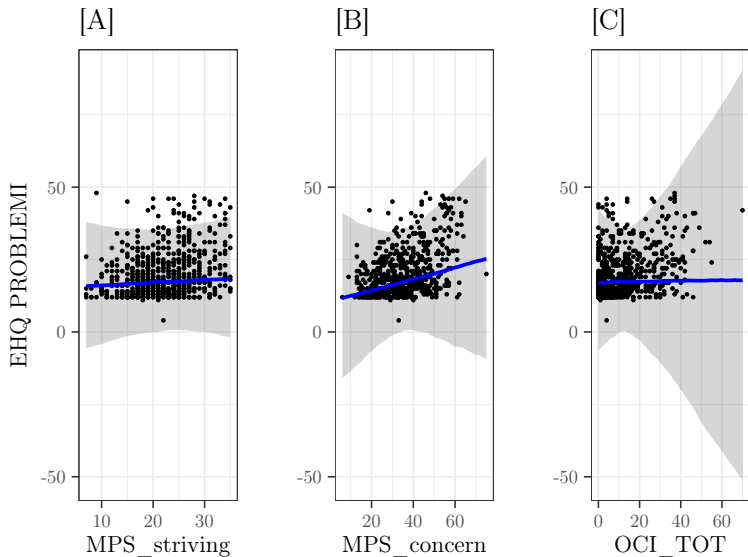 [A] [B] [C]
EHQ PROBLEMI
50
0
-50
10 20 30
MPS_striving
50
0
-50
20 40 60
MPS_concern
50
0
-50
0 20 40 60
OCI_TOT